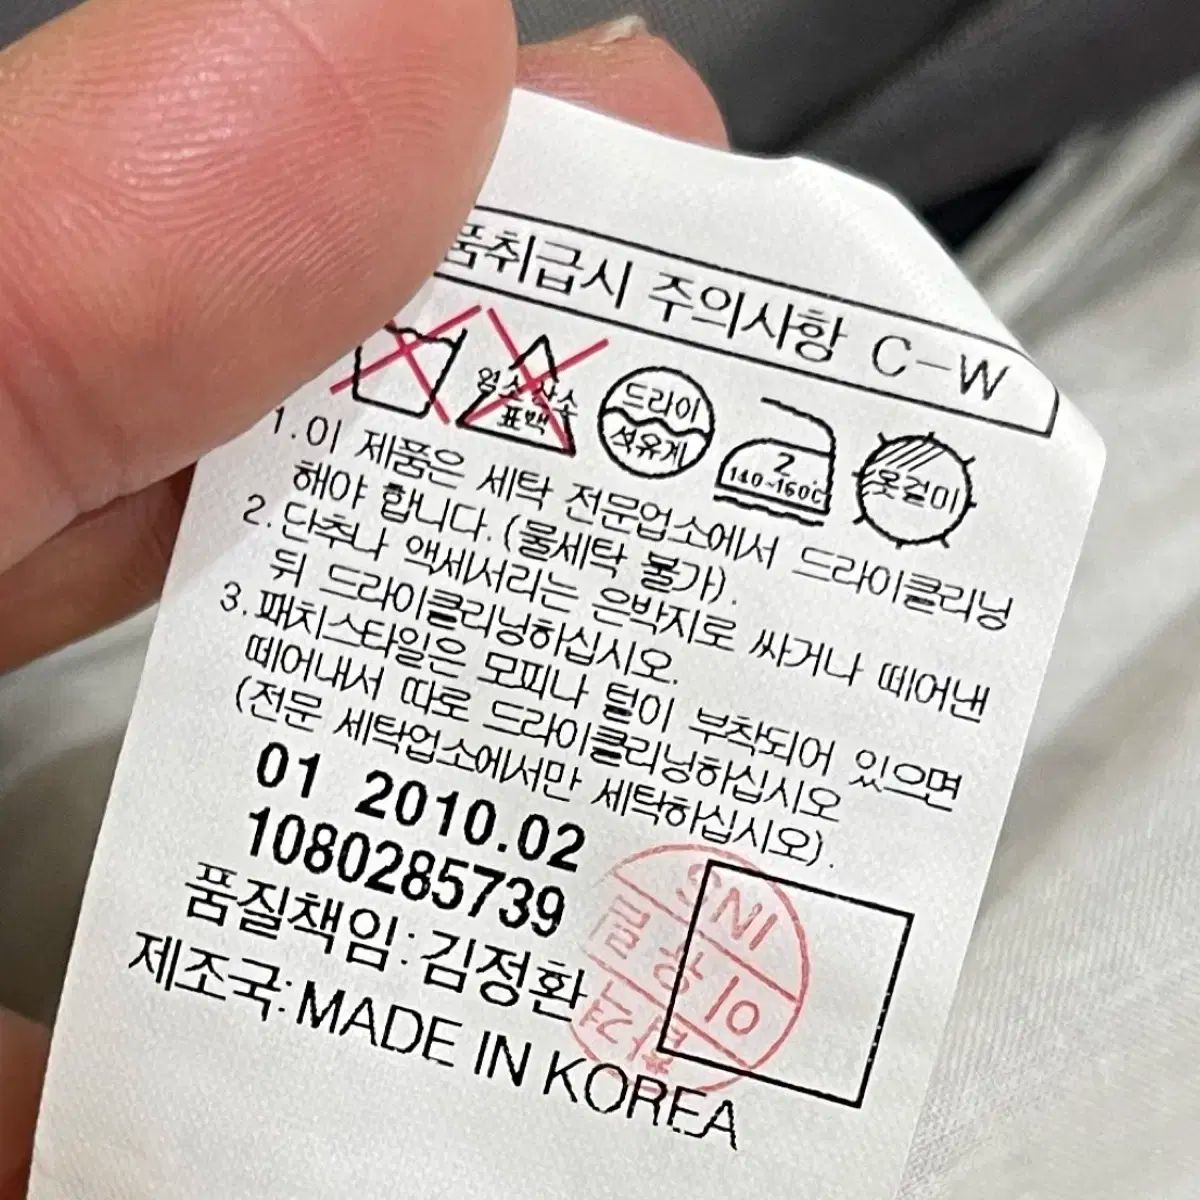 품취급시 주의사항 C-W
염소산소
표백
드라이
석유계
2
140~160℃
옷걸이
1. 이 제품은 세탁 전문업소에서 드라이클리닝
해야 합니다. (물세탁 불가).
2. 단추나 액세서리는 은박지로 싸거나 떼어낸
뒤 드라이클리닝하십시오.
3. 패치스타일은 모피나 털이 부착되어 있으면
떼어내서 따로 드라이클리닝하십시오
(전문 세탁업소에서만 세탁하십시오).
01 2010.02
1080285739
품질책임:김정환
제조국:MADE IN KOREA
INS